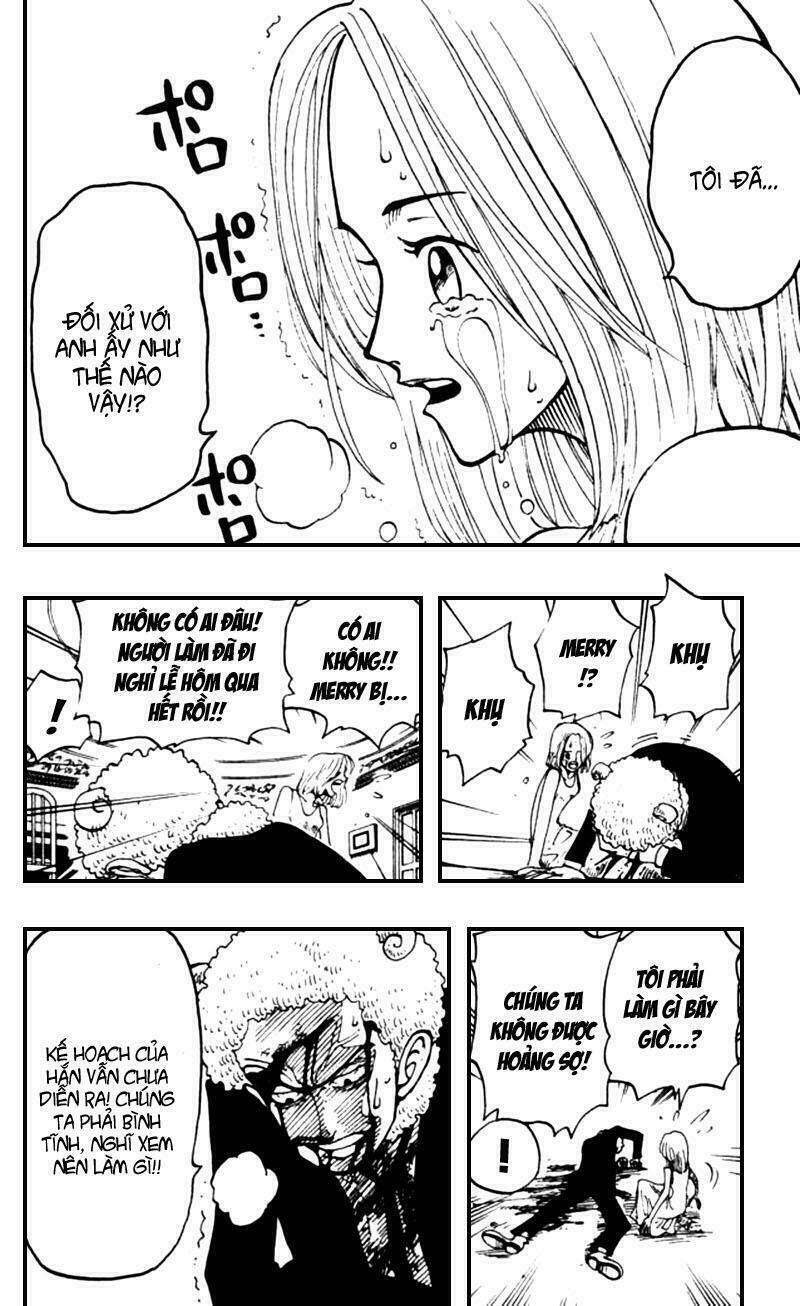 TÔI ĐÃ...
ポロ
ポロ...
ポロ
ĐỐI XỬ VỚI
ANH ẤY NHƯ
THẾ NÀO
VẬY!?
KHỤ
MERRY
!?
KHỤ
CÓ AI
KHÔNG!!
MERRY BỊ...
KHÔNG CÓ AI ĐÂU!
NGƯỜI LÀM ĐÃ ĐI
NGHỈ LỄ HÔM QUA
HẾT RỒI!!
!
TÔI PHẢI
LÀM GÌ BÂY
GIỜ...?
CHÚNG TA
KHÔNG ĐƯỢC
HOẢNG SỢ!
!
KẾ HOẠCH CỦA
HẮN VẪN CHƯA
DIỄN RA! CHÚNG
TA PHẢI BÌNH
TĨNH, NGHĨ XEM
NÊN LÀM GÌ!!